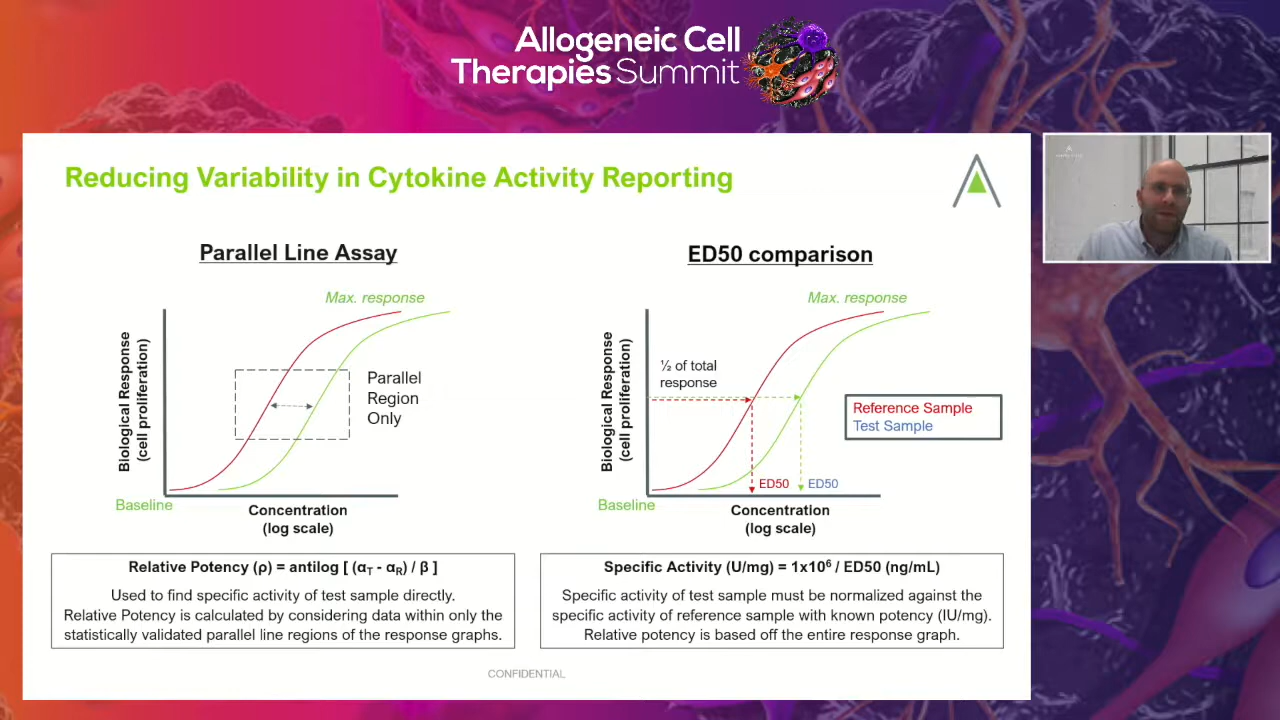 Allogeneic Cell
Therapies Summit
Reducing Variability in Cytokine Activity Reporting
Parallel Line Assay
Max. response
Biological Response
(cell proliferation)
Parallel
Region
Only
Baseline
Concentration
(log scale)
Relative Potency (ρ) = antilog [ (αT - αR) / β ]
Used to find specific activity of test sample directly.
Relative Potency is calculated by considering data within only the
statistically validated parallel line regions of the response graphs.
ED50 comparison
Max. response
Biological Response
(cell proliferation)
½ of total
response
Reference Sample
Test Sample
ED50
ED50
Baseline
Concentration
(log scale)
Specific Activity (U/mg) = 1x10⁶ / ED50 (ng/mL)
Specific activity of test sample must be normalized against the
specific activity of reference sample with known potency (IU/mg).
Relative potency is based off the entire response graph.
CONFIDENTIAL